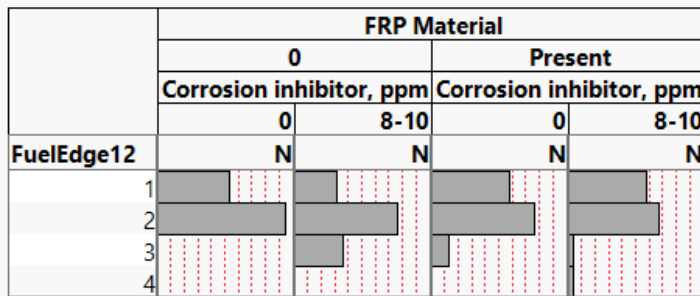 FRP Material
0 Present
Corrosion inhibitor, ppm Corrosion inhibitor, ppm
0 8-10 0 8-10
FuelEdge12 N N N N
1
2
3
4